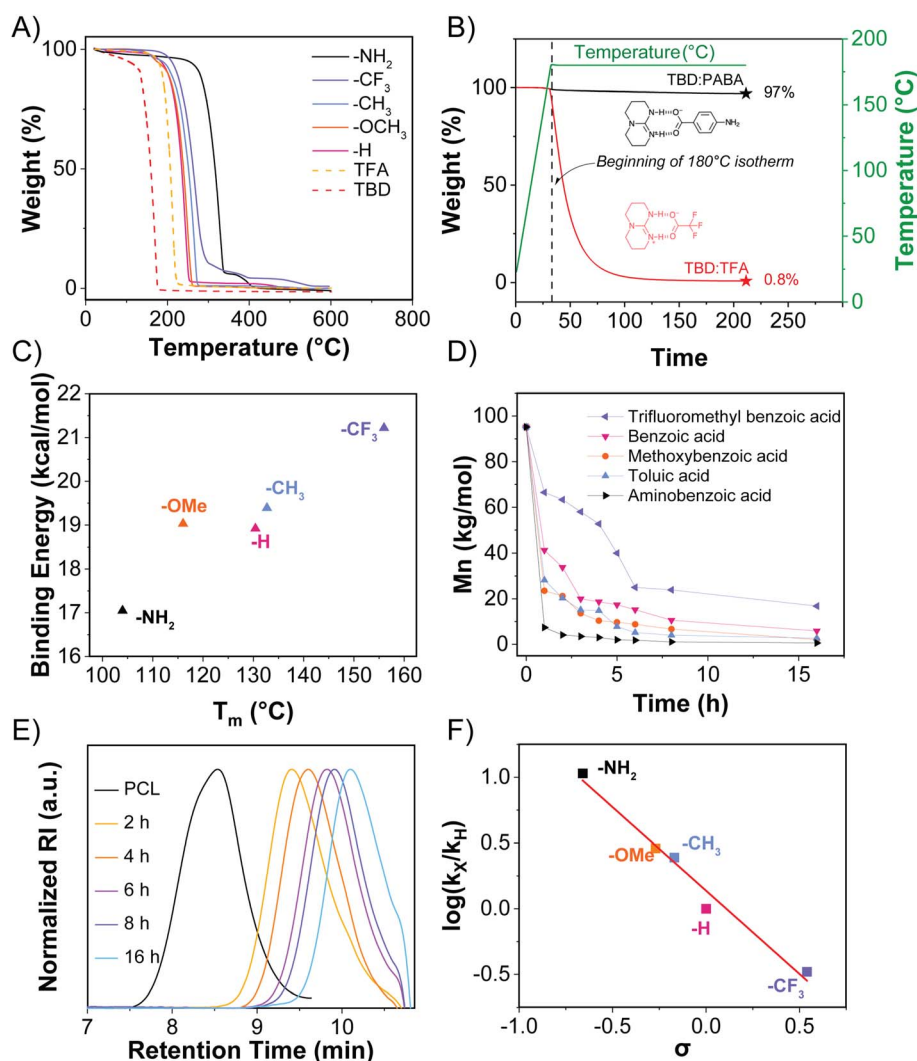 A)
100
50
0
0
200
400
600
800
Weight (%)
Temperature (°C)
-NH₂
-CF₃
-CH₃
-OCH₃
-H
TFA
TBD
B)
Temperature (°C)
TBD:PABA
97%
N
N-H
N-H
O⁻
O
NH₂
Beginning of 180°C isotherm
N
N-H
N-H
O⁻
O
F
F
F
TBD:TFA
0.8%
100
50
0
0
50
100
150
200
250
200
150
100
50
0
Weight (%)
Time
Temperature (°C)
C)
22
21
20
19
18
17
16
100
110
120
130
140
150
160
Binding Energy (kcal/mol)
Tₘ (°C)
-CF₃
-OMe
-CH₃
-H
-NH₂
D)
100
80
60
40
20
0
0
5
10
15
Mn (kg/mol)
Time (h)
Trifluoromethyl benzoic acid
Benzoic acid
Methoxybenzoic acid
Toluic acid
Aminobenzoic acid
E)
Normalized RI (a.u.)
PCL
2 h
4 h
6 h
8 h
16 h
7
8
9
10
Retention Time (min)
F)
1.0
0.5
0.0
-0.5
-1.0
-0.5
0.0
0.5
log(kₓ/k_H)
σ
-NH₂
-OMe
-CH₃
-H
-CF₃